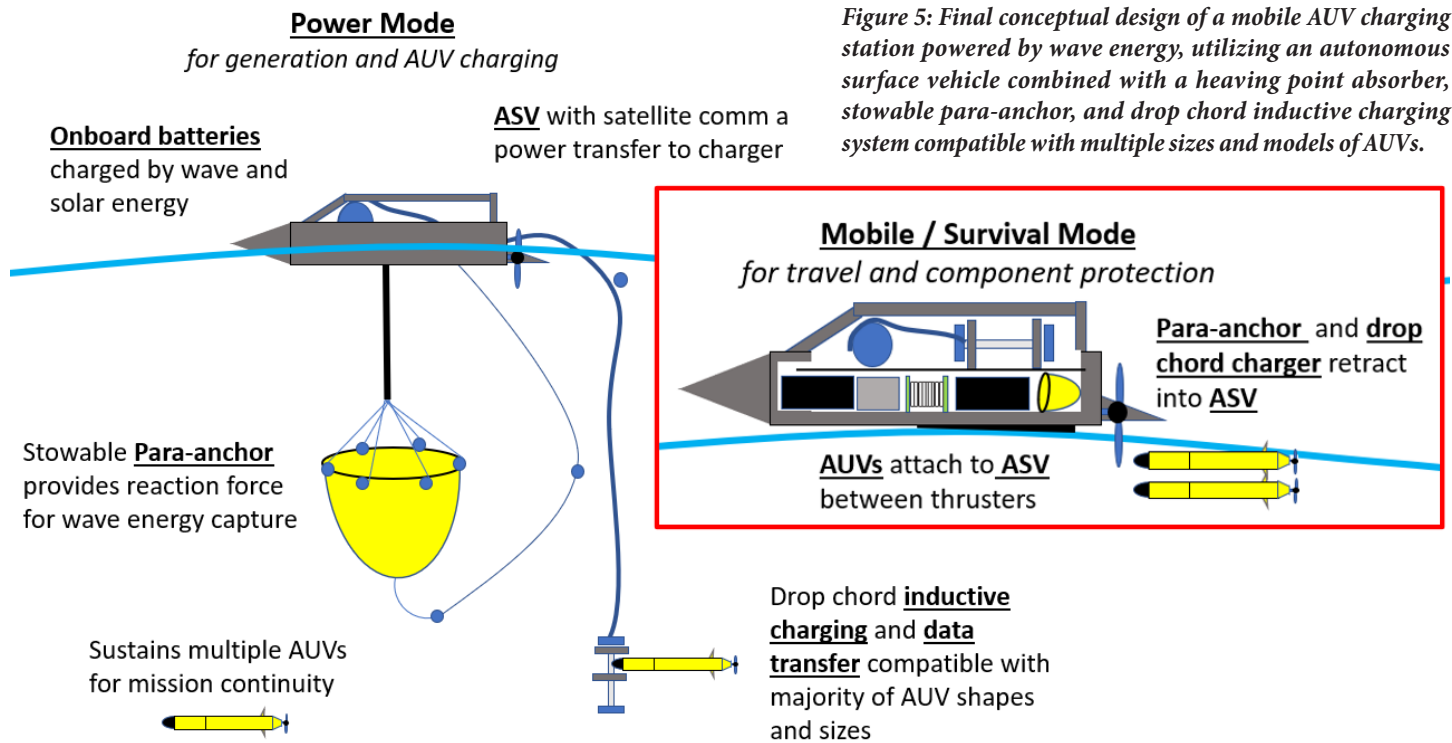 Power Mode
for generation and AUV charging
Figure 5: Final conceptual design of a mobile AUV charging
station powered by wave energy, utilizing an autonomous
surface vehicle combined with a heaving point absorber,
stowable para-anchor, and drop chord inductive charging
system compatible with multiple sizes and models of AUVs.
Onboard batteries
charged by wave and
solar energy
ASV with satellite comm a
power transfer to charger
Mobile / Survival Mode
for travel and component protection
Para-anchor and drop
chord charger retract
into ASV
AUVs attach to ASV
between thrusters
Stowable Para-anchor
provides reaction force
for wave energy capture
Drop chord inductive
charging and data
transfer compatible with
majority of AUV shapes
and sizes
Sustains multiple AUVs
for mission continuity